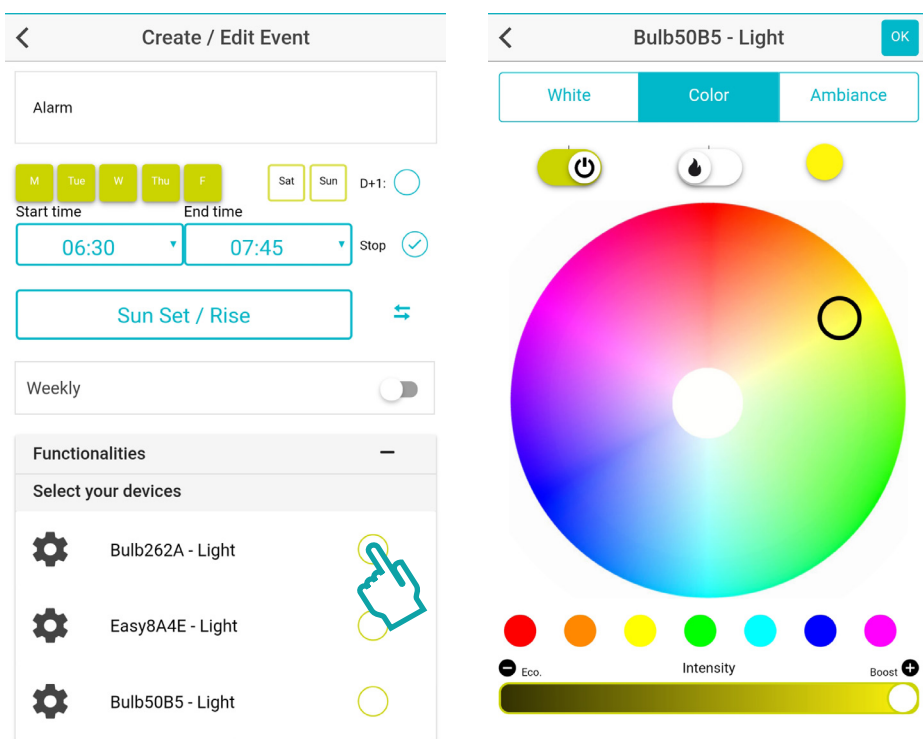 Create / Edit Event
Alarm
M Tue W Thu F Sat Sun D+1:
Start time End time
06:30 07:45 Stop
Sun Set / Rise
Weekly
Functionalities
Select your devices
Bulb262A - Light
Easy8A4E - Light
Bulb50B5 - Light
Bulb50B5 - Light OK
White Color Ambiance
Eco. Intensity Boost